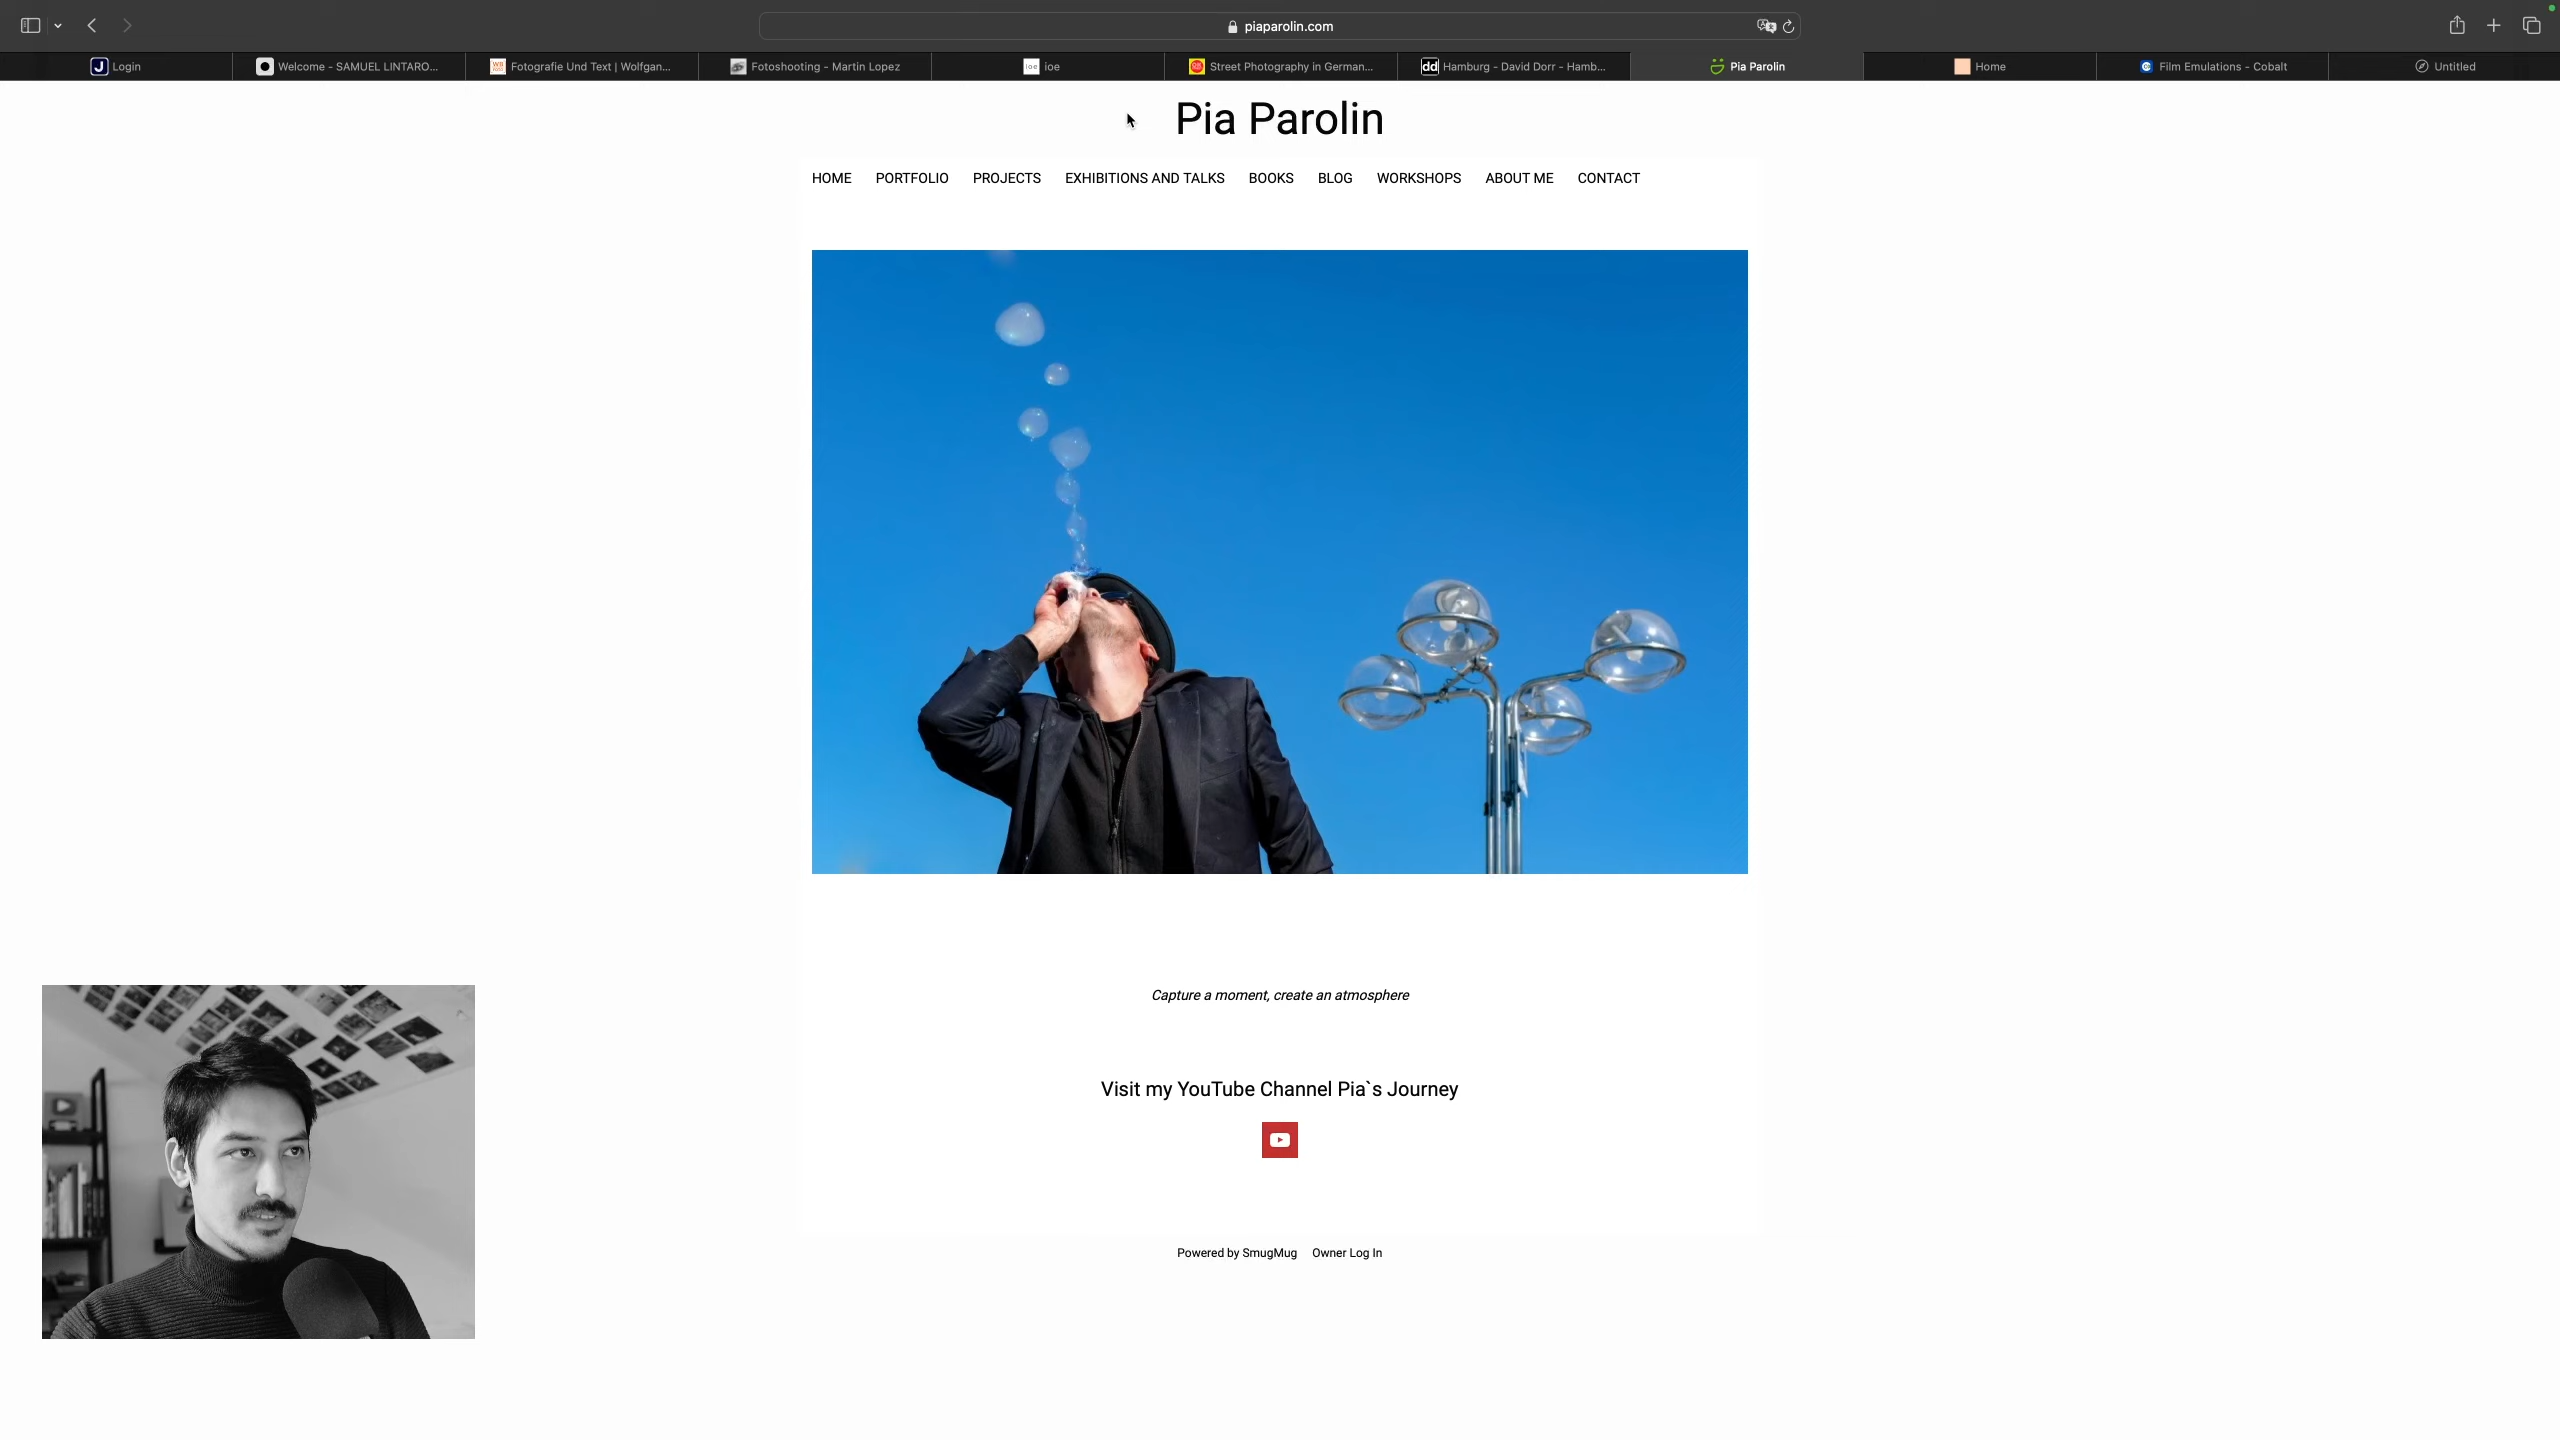 piaparolin.com
Login
Welcome - SAMUEL LINTARO...
Fotografie Und Text | Wolfgan...
Fotoshooting - Martin Lopez
ioe
Street Photography in German...
dd Hamburg - David Dorr - Hamb...
Pia Parolin
Home
Film Emulations - Cobalt
Untitled
Pia Parolin
HOME PORTFOLIO PROJECTS EXHIBITIONS AND TALKS BOOKS BLOG WORKSHOPS ABOUT ME CONTACT
Capture a moment, create an atmosphere
Visit my YouTube Channel Pia`s Journey
Powered by SmugMug Owner Log In